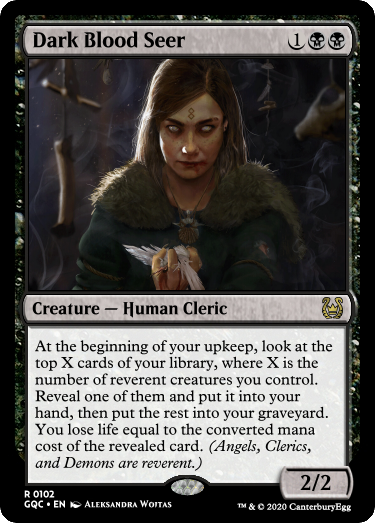 Dark Blood Seer 1
Creature — Human Cleric
At the beginning of your upkeep, look at the
top X cards of your library, where X is the
number of reverent creatures you control.
Reveal one of them and put it into your
hand, then put the rest into your graveyard.
You lose life equal to the converted mana
cost of the revealed card. (Angels, Clerics,
and Demons are reverent.)
2/2
R 0102
GQC • EN Aleksandra Wojtas
™ & © 2020 CanterburyEgg